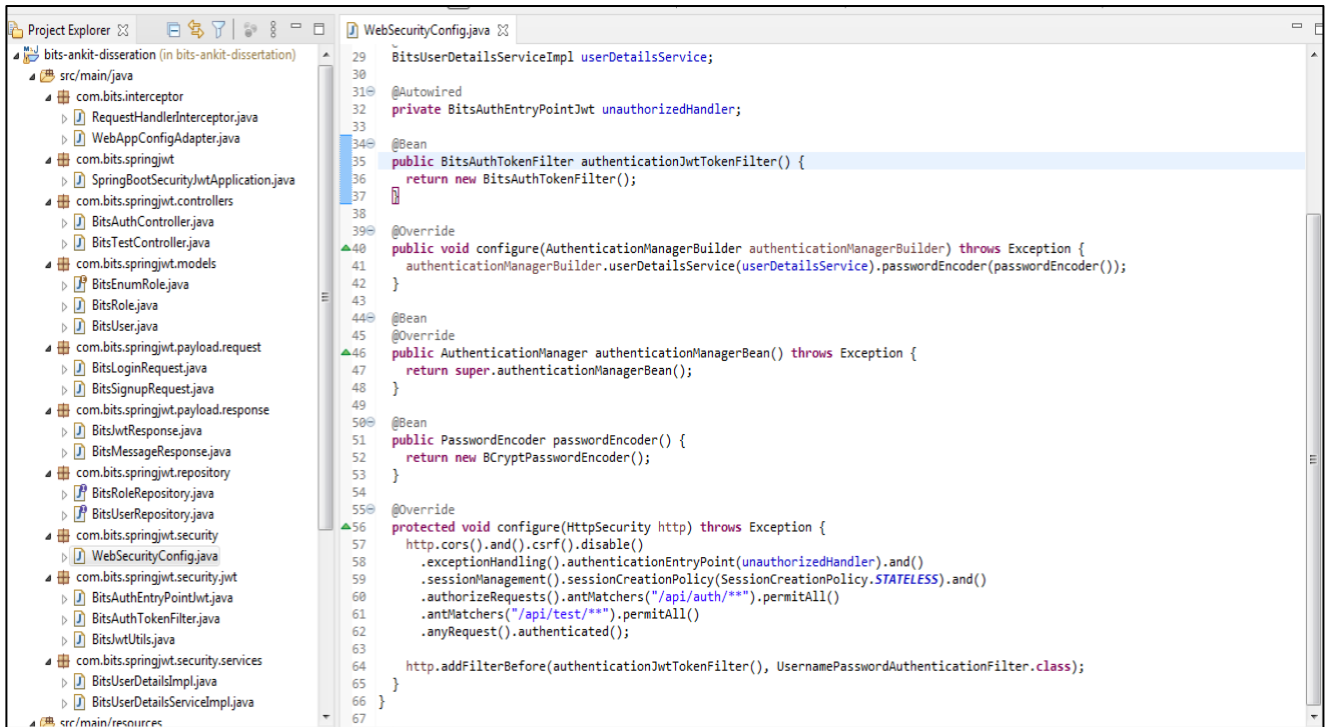 Project Explorer
bits-ankit-disseration (in bits-ankit-dissertation)
src/main/java
com.bits.interceptor
RequestHandlerInterceptor.java
WebAppConfigAdapter.java
com.bits.springjwt
SpringBootSecurityJwtApplication.java
com.bits.springjwt.controllers
BitsAuthController.java
BitsTestController.java
com.bits.springjwt.models
BitsEnumRole.java
BitsRole.java
BitsUser.java
com.bits.springjwt.payload.request
BitsLoginRequest.java
BitsSignupRequest.java
com.bits.springjwt.payload.response
BitsJwtResponse.java
BitsMessageResponse.java
com.bits.springjwt.repository
BitsRoleRepository.java
BitsUserRepository.java
com.bits.springjwt.security
WebSecurityConfig.java
com.bits.springjwt.security.jwt
BitsAuthEntryPointJwt.java
BitsAuthTokenFilter.java
BitsJwtUtils.java
com.bits.springjwt.security.services
BitsUserDetailsImpl.java
BitsUserDetailsServiceImpl.java
src/main/resources
WebSecurityConfig.java
29 BitsUserDetailsServiceImpl userDetailsService;
30
31 @Autowired
32 private BitsAuthEntryPointJwt unauthorizedHandler;
33
34 @Bean
35 public BitsAuthTokenFilter authenticationJwtTokenFilter() {
36 return new BitsAuthTokenFilter();
37 }
38
39 @Override
40 public void configure(AuthenticationManagerBuilder authenticationManagerBuilder) throws Exception {
41 authenticationManagerBuilder.userDetailsService(userDetailsService).passwordEncoder(passwordEncoder());
42 }
43
44 @Bean
45 @Override
46 public AuthenticationManager authenticationManagerBean() throws Exception {
47 return super.authenticationManagerBean();
48 }
49
50 @Bean
51 public PasswordEncoder passwordEncoder() {
52 return new BCryptPasswordEncoder();
53 }
54
55 @Override
56 protected void configure(HttpSecurity http) throws Exception {
57 http.cors().and().csrf().disable()
58 .exceptionHandling().authenticationEntryPoint(unauthorizedHandler).and()
59 .sessionManagement().sessionCreationPolicy(SessionCreationPolicy.STATELESS).and()
60 .authorizeRequests().antMatchers("/api/auth/**").permitAll()
61 .antMatchers("/api/test/**").permitAll()
62 .anyRequest().authenticated();
63
64 http.addFilterBefore(authenticationJwtTokenFilter(), UsernamePasswordAuthenticationFilter.class);
65 }
66 }
67